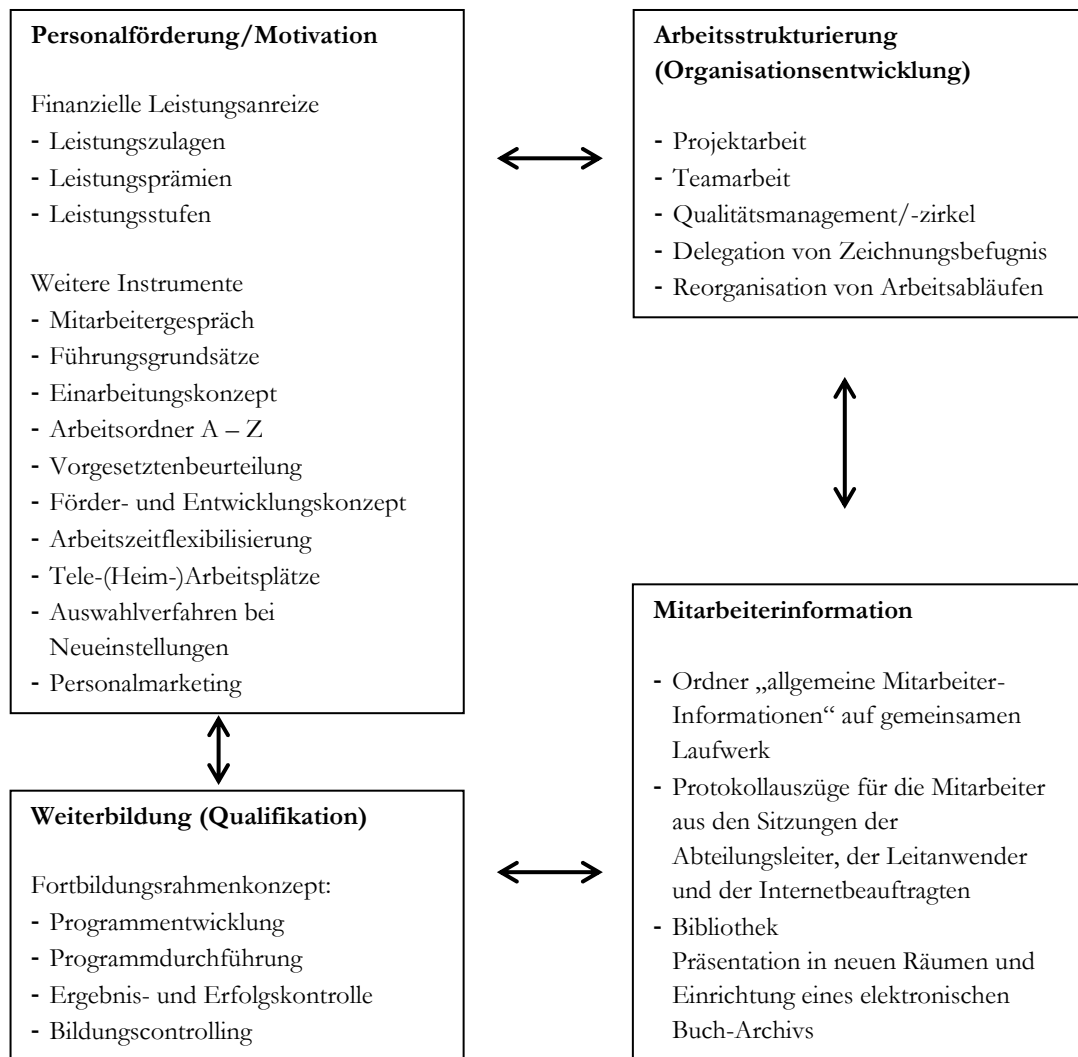 Personalförderung/Motivation
Finanzielle Leistungsanreize
- Leistungszulagen
- Leistungsprämien
- Leistungsstufen
Weitere Instrumente
- Mitarbeitergespräch
- Führungsgrundsätze
- Einarbeitungskonzept
- Arbeitsordner A – Z
- Vorgesetztenbeurteilung
- Förder- und Entwicklungskonzept
- Arbeitszeitflexibilisierung
- Tele-(Heim-)Arbeitsplätze
- Auswahlverfahren bei
Neueinstellungen
- Personalmarketing
Arbeitsstrukturierung
(Organisationsentwicklung)
- Projektarbeit
- Teamarbeit
- Qualitätsmanagement/-zirkel
- Delegation von Zeichnungsbefugnis
- Reorganisation von Arbeitsabläufen
Weiterbildung (Qualifikation)
Fortbildungsrahmenkonzept:
- Programmentwicklung
- Programmdurchführung
- Ergebnis- und Erfolgskontrolle
- Bildungscontrolling
Mitarbeiterinformation
- Ordner „allgemeine Mitarbeiter-
Informationen“ auf gemeinsamen
Laufwerk
- Protokollauszüge für die Mitarbeiter
aus den Sitzungen der
Abteilungsleiter, der Leitanwender
und der Internetbeauftragten
- Bibliothek
Präsentation in neuen Räumen und
Einrichtung eines elektronischen
Buch-Archivs